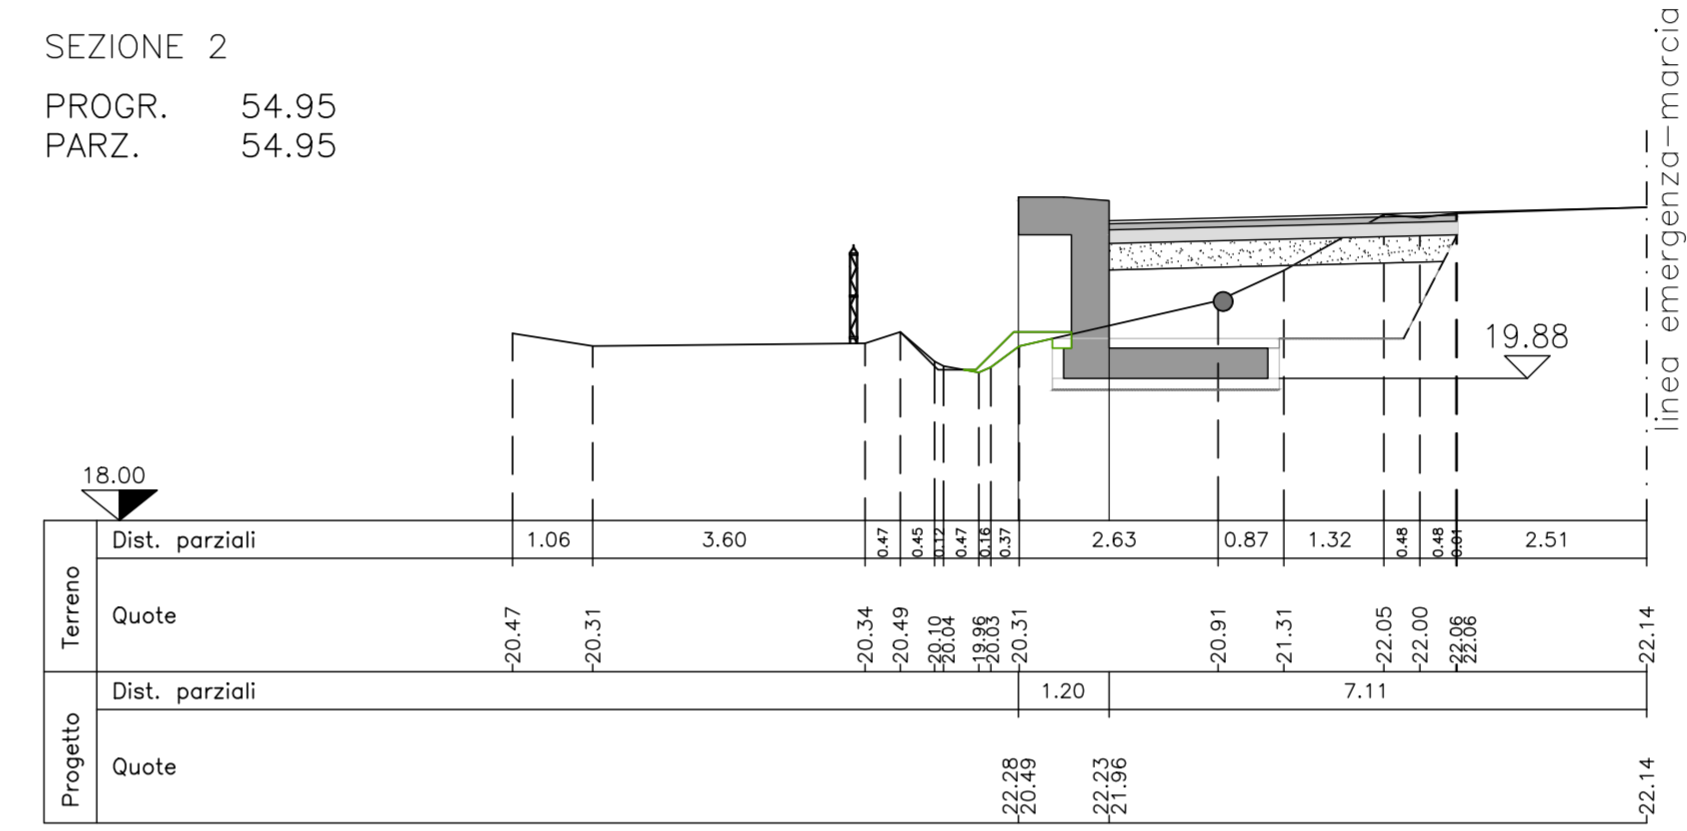 SEZIONE 2
PROGR. 54.95
PARZ. 54.95
linea emergenza-marcia
19.88
18.00
Terreno
Dist. parziali 1.06 3.60 0.47 0.45 0.12 0.47 0.16 0.37 2.63 0.87 1.32 0.48 0.48 0.01 2.51
Quote 20.47 20.31 20.34 20.49 20.10 20.04 19.96 20.03 20.31 20.91 21.31 22.05 22.00 22.06 22.06 22.14
Progetto
Dist. parziali 1.20 7.11
Quote 22.28 20.49 22.23 21.96 22.14